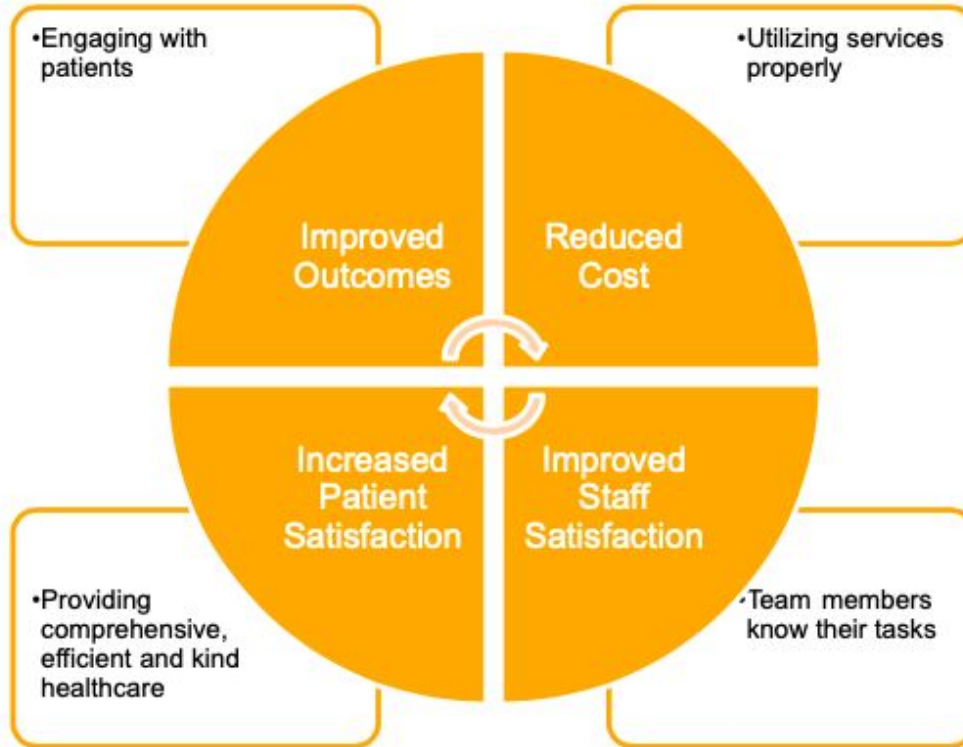 •Engaging with
patients
•Utilizing services
properly
Improved
Outcomes
Reduced
Cost
Increased
Patient
Satisfaction
Improved
Staff
Satisfaction
•Providing
comprehensive,
efficient and kind
healthcare
•Team members
know their tasks